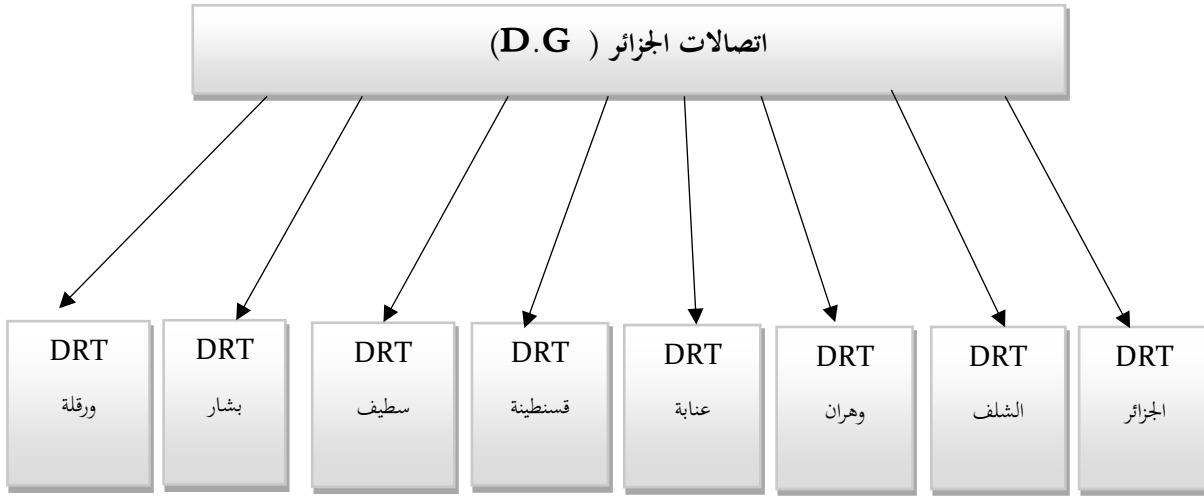 اتصالات الجزائر ( D.G)
DRT
الجزائر
DRT
الشلف
DRT
وهران
DRT
عنابة
DRT
قسنطينة
DRT
سطيف
DRT
بشار
DRT
ورقلة